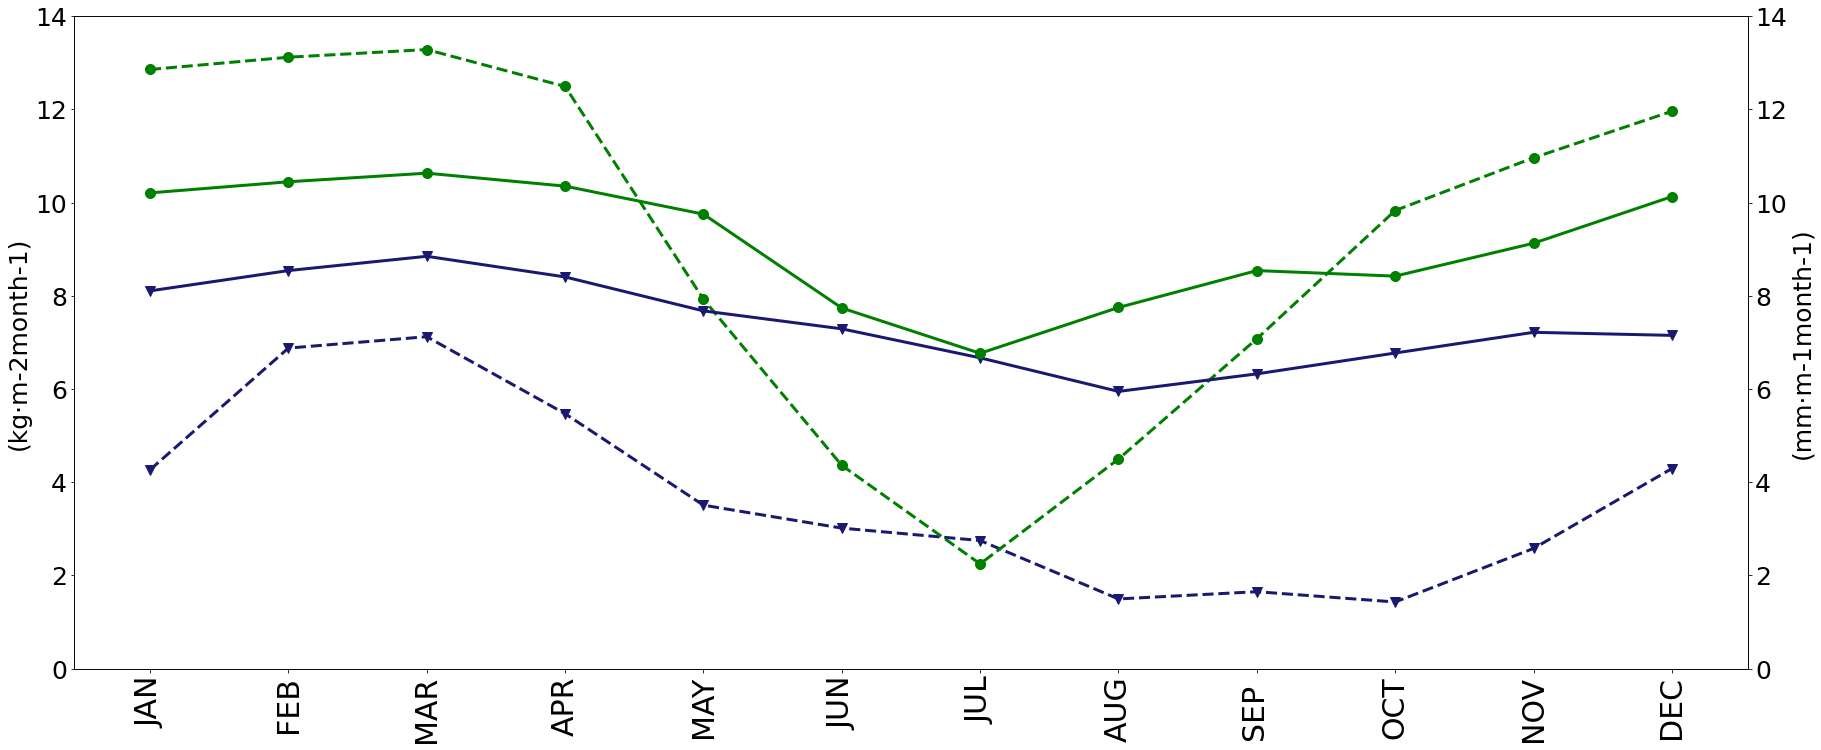 14
12
10
8
6
4
2
0
(kg·m-2month-1)
14
12
10
8
6
4
2
0
(mm·m-1month-1)
JAN
FEB
MAR
APR
MAY
JUN
JUL
AUG
SEP
OCT
NOV
DEC